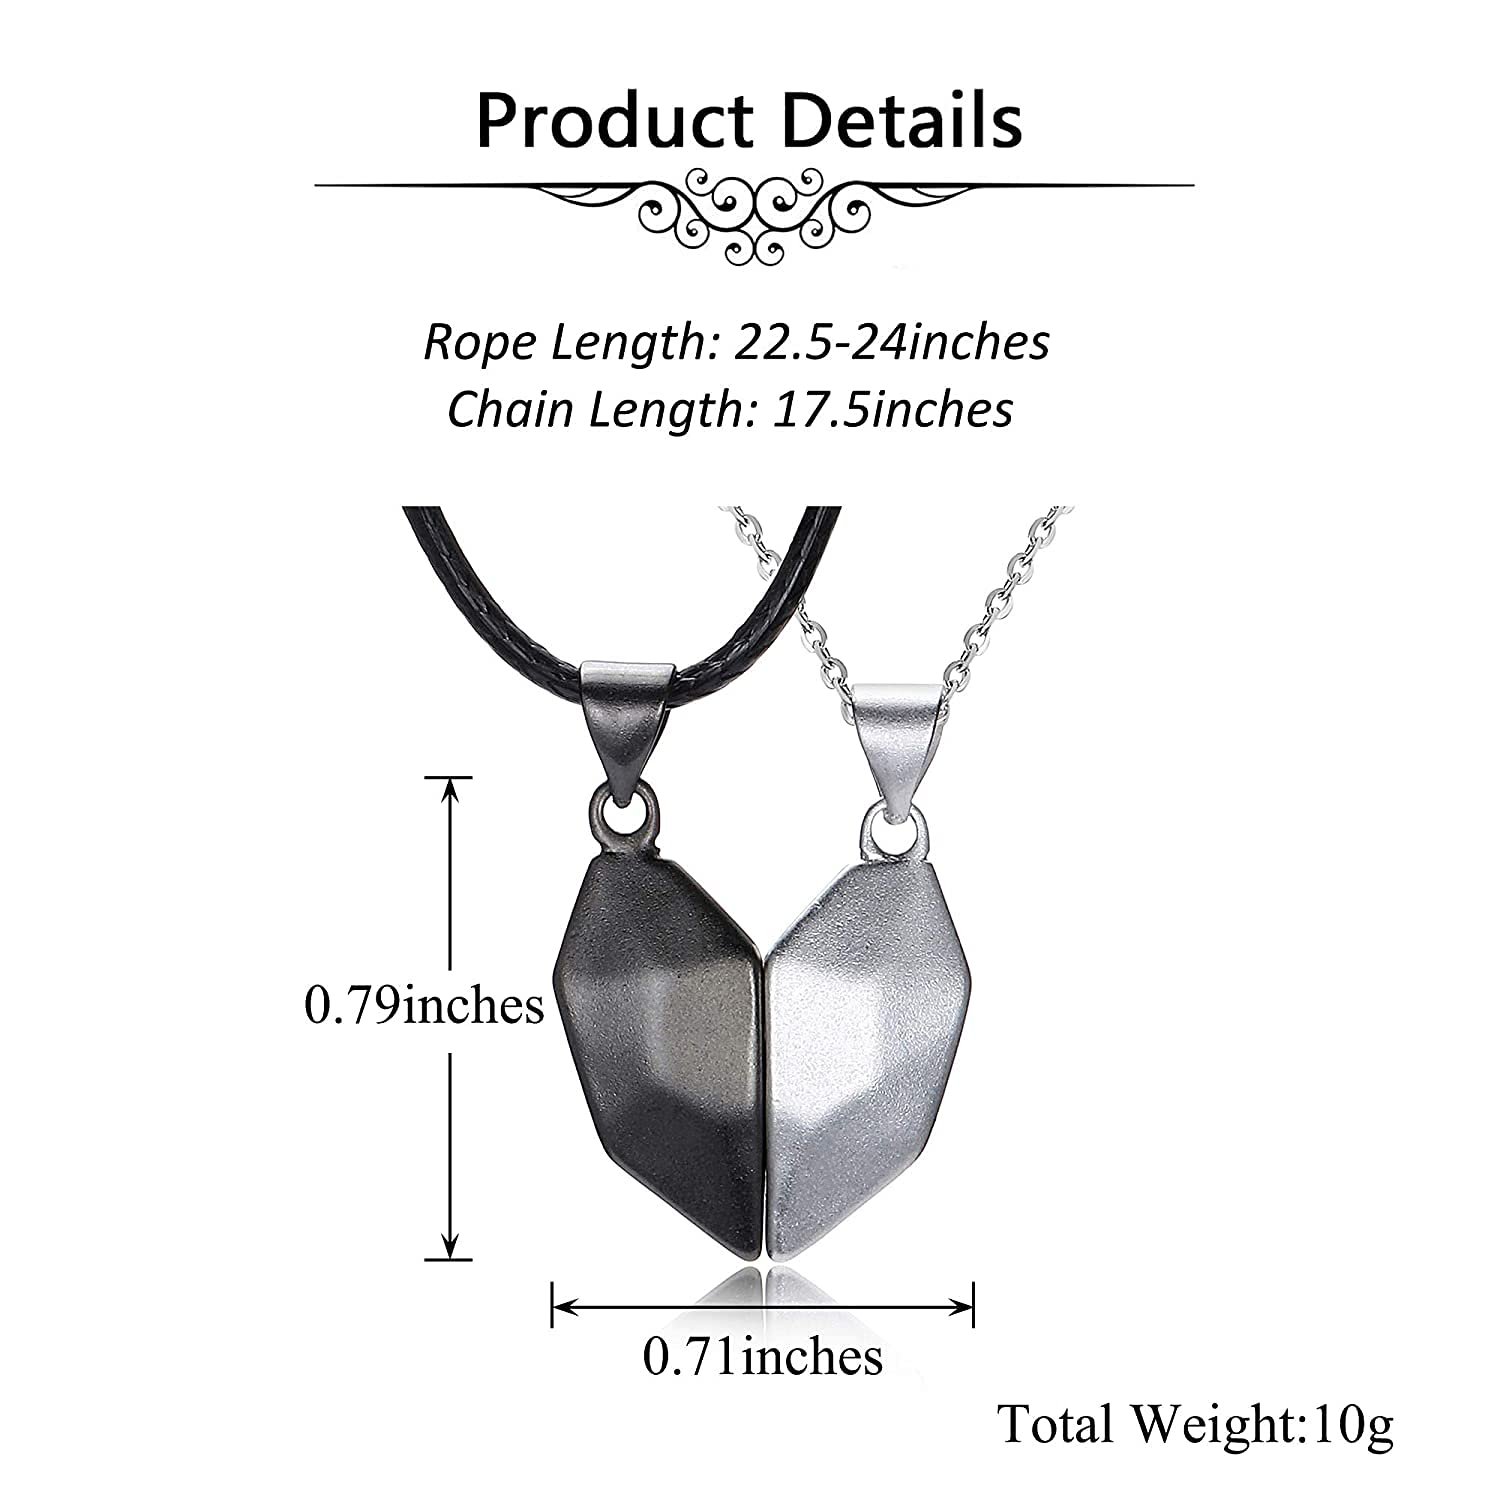 Product Details
Rope Length: 22.5-24inches
Chain Length: 17.5inches
0.79inches
0.71inches
Total Weight:10g